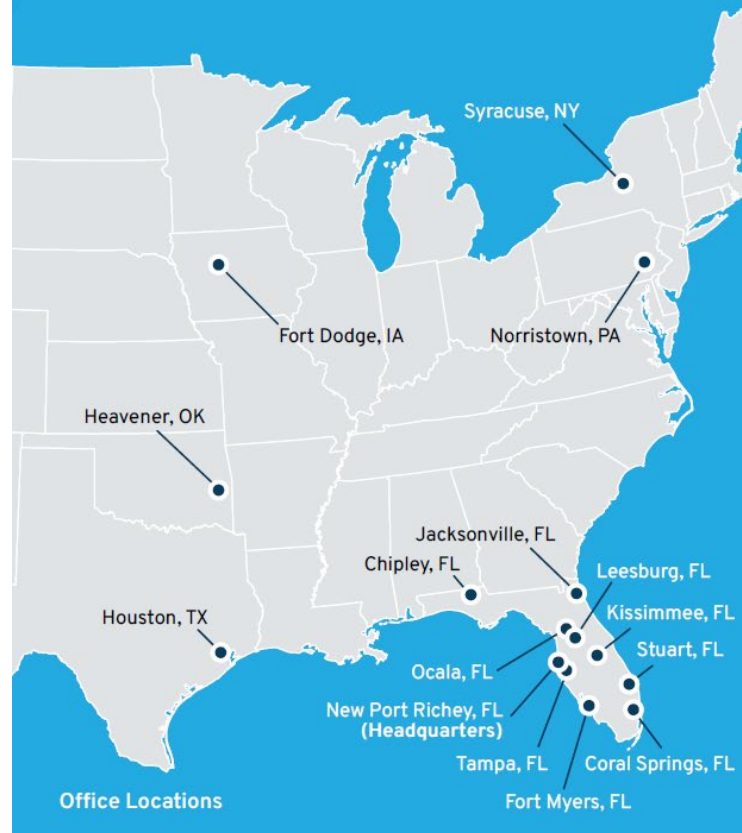 Syracuse, NY
Fort Dodge, IA
Norristown, PA
Heavener, OK
Jacksonville, FL
Chipley, FL
Leesburg, FL
Houston, TX
Kissimmee, FL
Stuart, FL
Ocala, FL
New Port Richey, FL
(Headquarters)
Tampa, FL
Coral Springs, FL
Fort Myers, FL
Office Locations